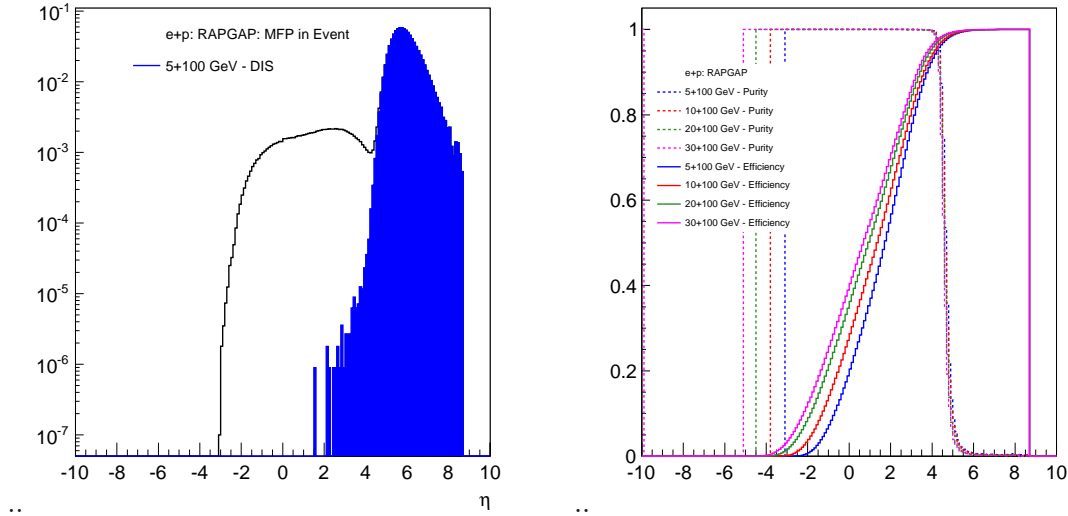 10⁻¹
10⁻²
10⁻³
10⁻⁴
10⁻⁵
10⁻⁶
10⁻⁷
e+p: RAPGAP: MFP in Event
5+100 GeV - DIS
-10 -8 -6 -4 -2 0 2 4 6 8 10
η
..
1
0.8
0.6
0.4
0.2
0
e+p: RAPGAP
5+100 GeV - Purity
10+100 GeV - Purity
20+100 GeV - Purity
30+100 GeV - Purity
5+100 GeV - Efficiency
10+100 GeV - Efficiency
20+100 GeV - Efficiency
30+100 GeV - Efficiency
-10 -8 -6 -4 -2 0 2 4 6 8 10
..